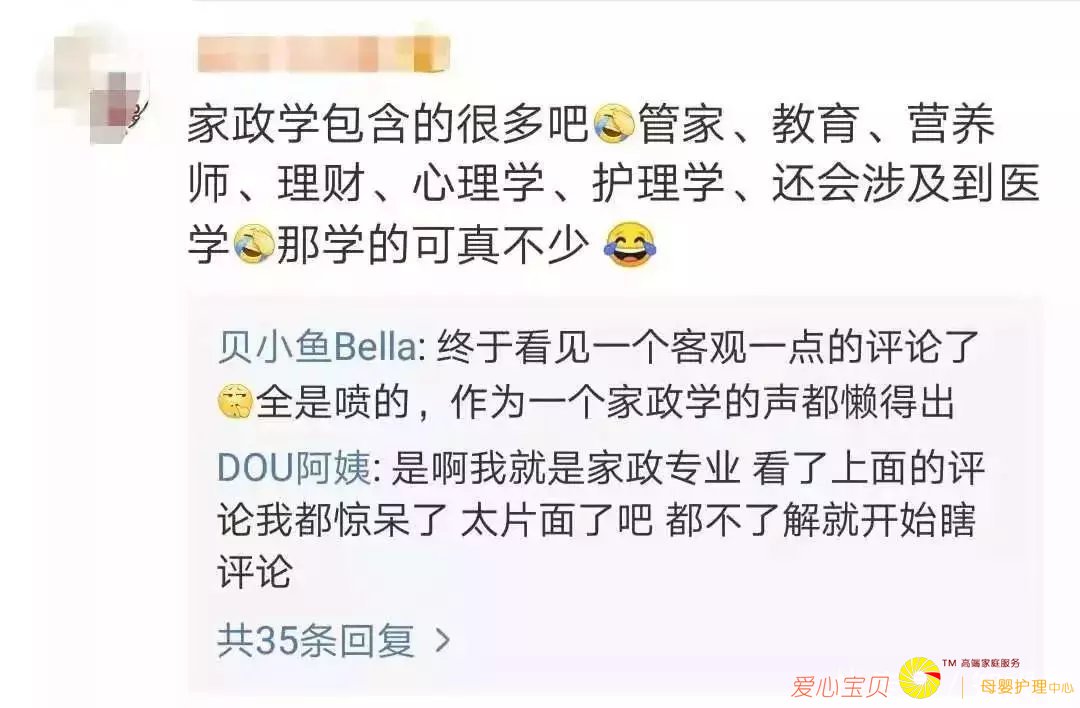 家政学包含的很多吧🤣管家、教育、营养
师、理财、心理学、护理学、还会涉及到医
学🤣那学的可真不少 😂
贝小鱼Bella: 终于看见一个客观一点的评论了
全是喷的，作为一个家政学的声都懒得出
DOU阿姨: 是啊我就是家政专业 看了上面的评
论我都惊呆了 太片面了吧 都不了解就开始瞎
评论
共35条回复 >
爱心宝贝 TM 高端家庭服务 | 母婴护理中心